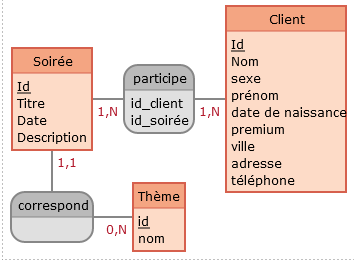 Client
Id
Nom
sexe
prénom
date de naissance
premium
ville
adresse
téléphone
Soirée
Id
Titre
Date
Description
participe
id_client
id_soirée
1,N
1,N
1,1
correspond
0,N
Thème
id
nom